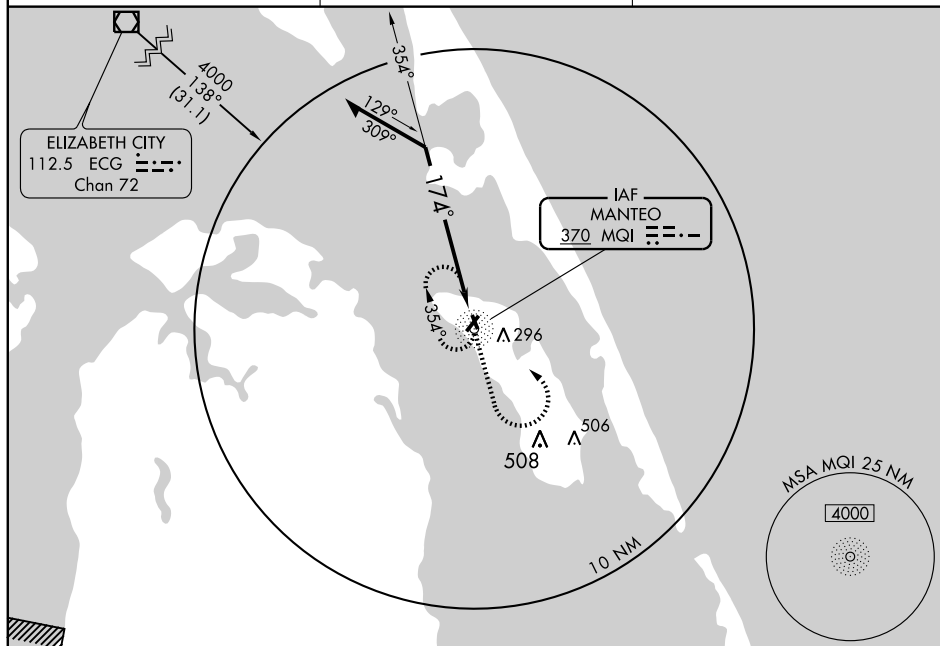 4000
138°
(31.1)
354°
129°
309°
ELIZABETH CITY
112.5 ECG
Chan 72
174°
IAF
MANTEO
370 MQI
354°
296
506
508
10 NM
MSA MQI 25 NM
4000